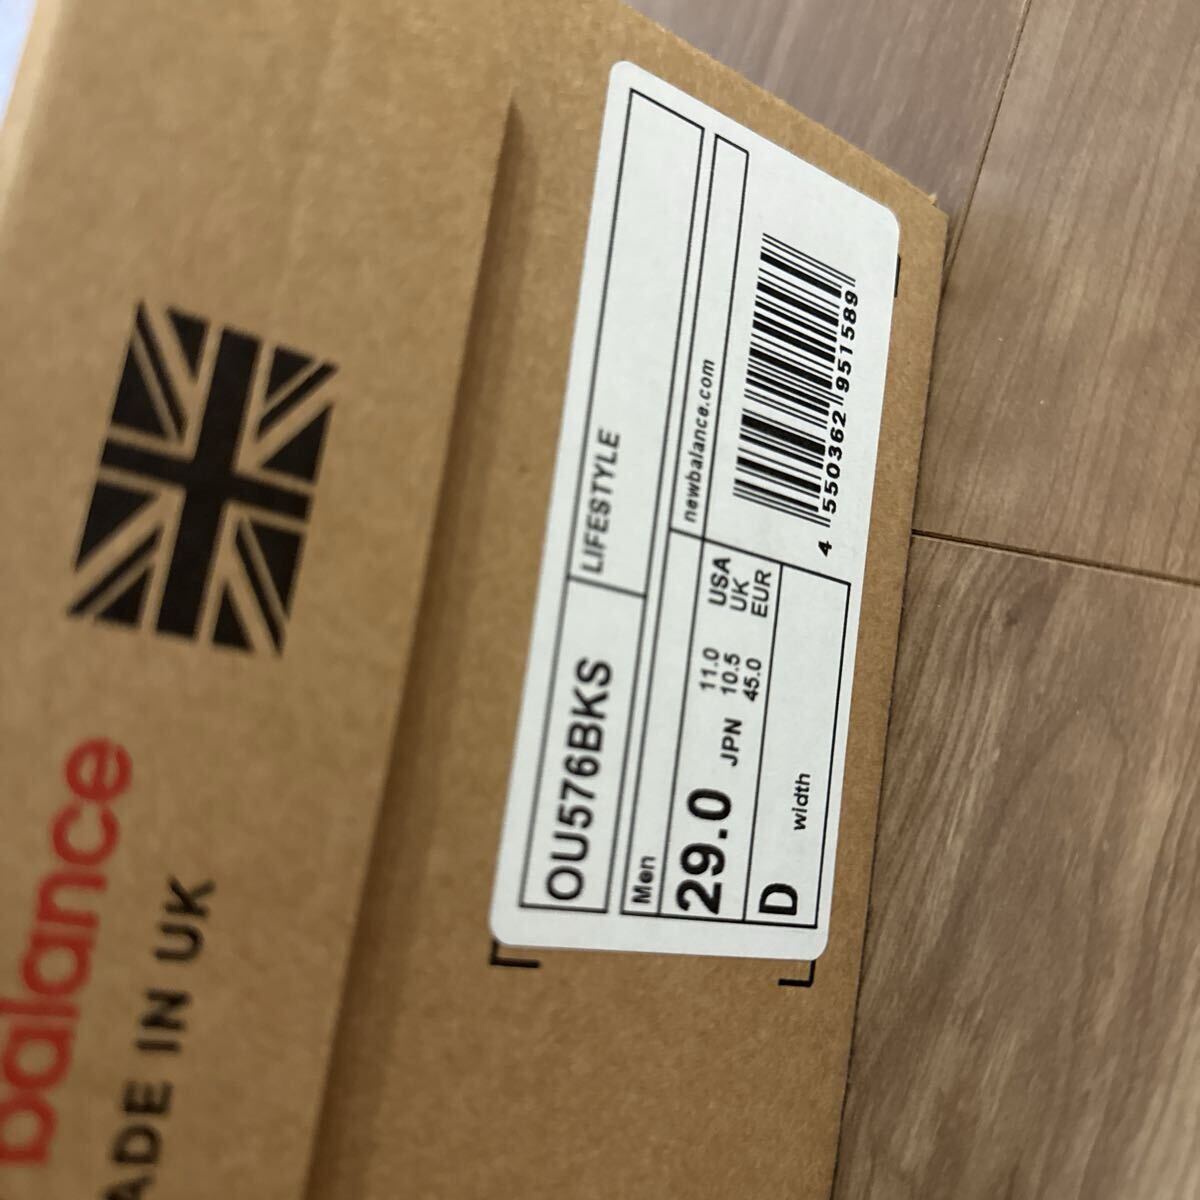 balance
MADE IN UK
OU576BKS
LIFESTYLE
Men
newbalance.com
29.0 JPN
11.0 USA
10.5 UK
45.0 EUR
D width
4 550362 951589